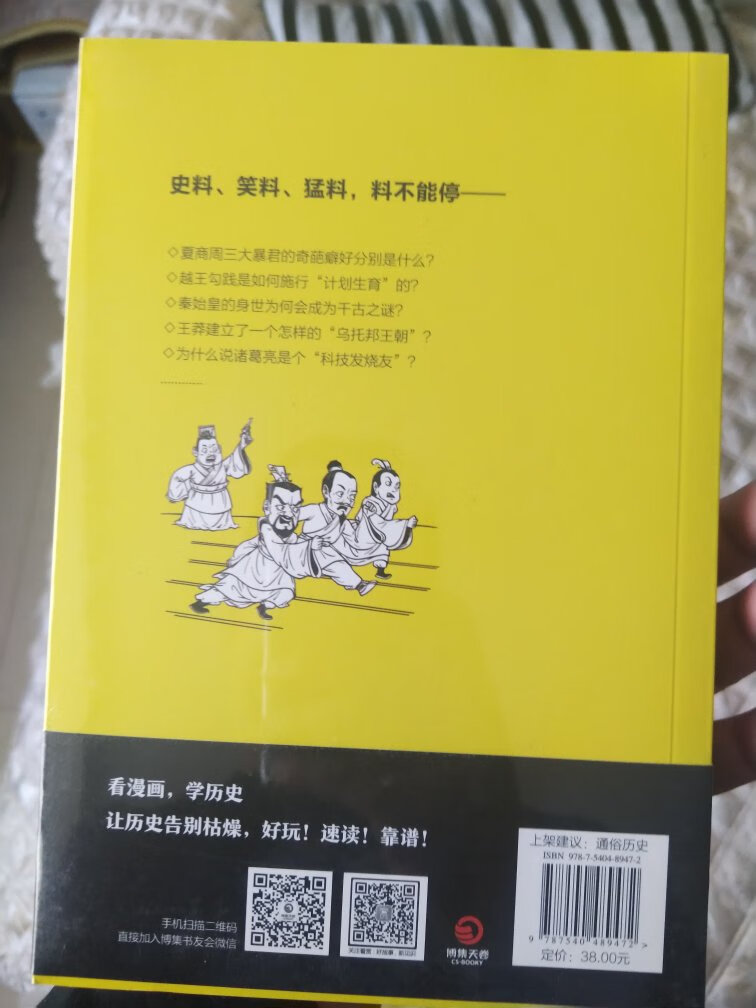 史料、笑料、猛料，料不能停——
◇夏商周三大暴君的奇葩癖好分别是什么？
◇越王勾践是如何施行“计划生育”的？
◇秦始皇的身世为何会成为千古之谜？
◇王莽建立了一个怎样的“乌托邦王朝”？
◇为什么说诸葛亮是个“科技发烧友”？
…………
看漫画，学历史
让历史告别枯燥，好玩！速读！靠谱！
手机扫描二维码
直接加入博集书友会微信
博集天卷
CS-BOOKY
上架建议：通俗历史
ISBN 978-7-5404-8947-2
9 787540 489472 >
定价：38.00元